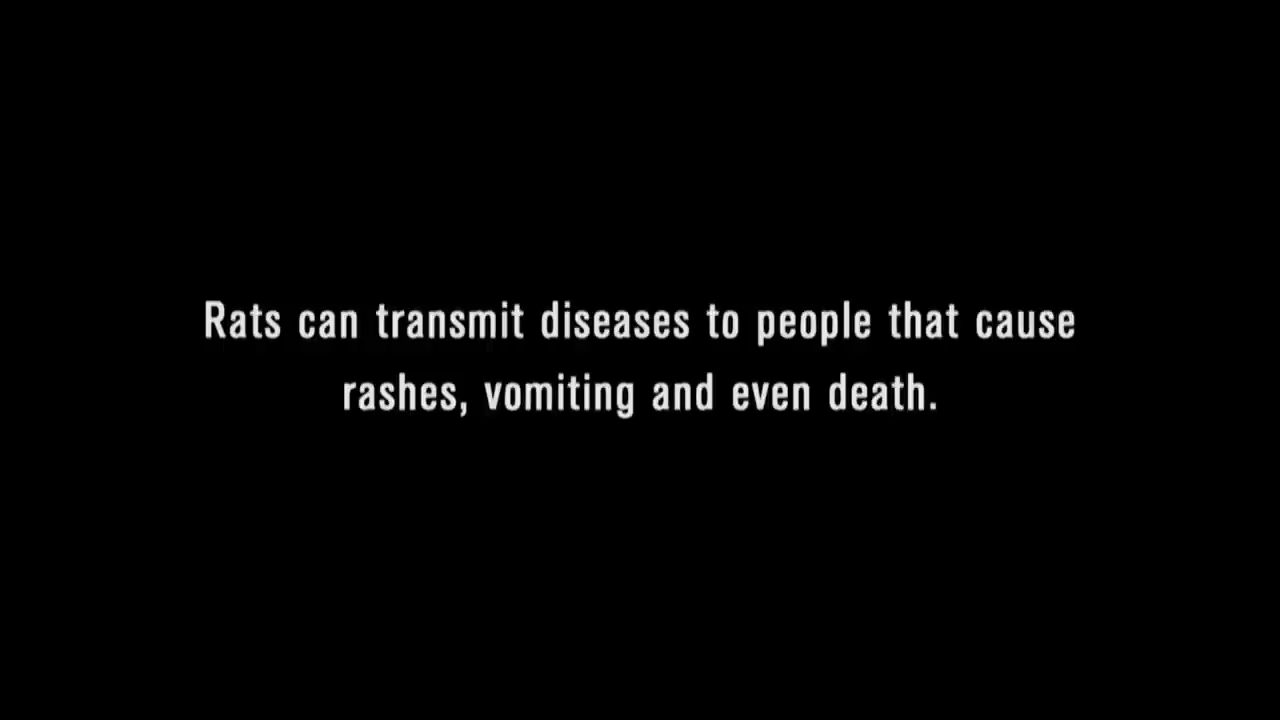 Rats can transmit diseases to people that cause
rashes, vomiting and even death.